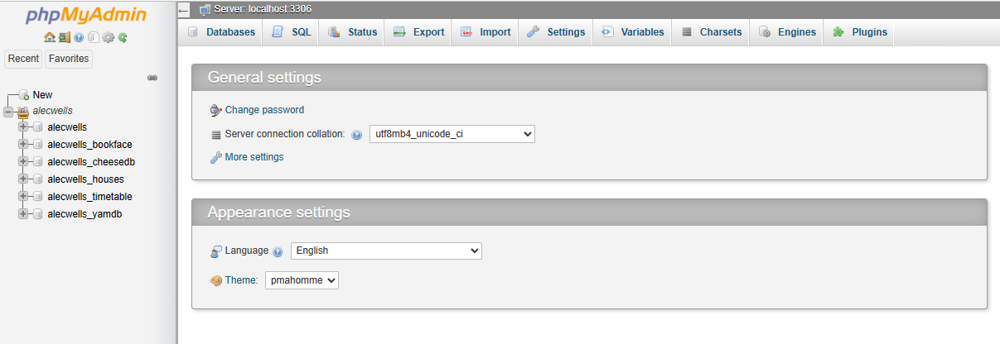 phpMyAdmin
Recent Favorites
New
alecwells
alecwells
alecwells_bookface
alecwells_cheesedb
alecwells_houses
alecwells_timetable
alecwells_yamdb
Server: localhost:3306
Databases SQL Status Export Import Settings Variables Charsets Engines Plugins
General settings
Change password
Server connection collation: utf8mb4_unicode_ci
More settings
Appearance settings
Language English
Theme: pmahomme